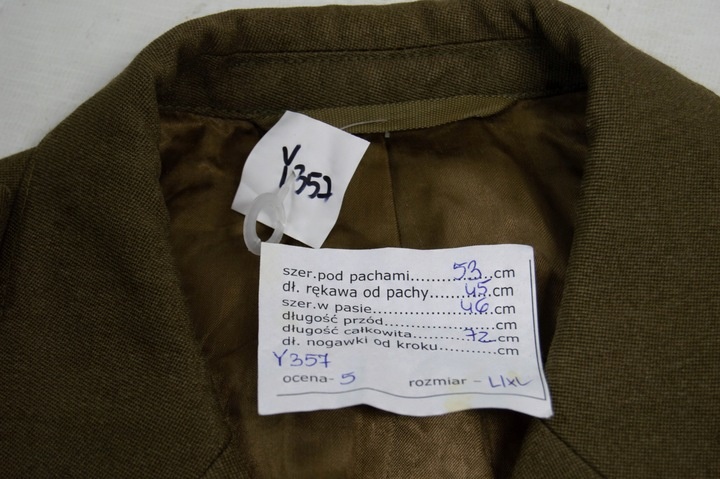 Y357
szer.pod pachami..........53..cm
dł. rękawa od pachy....45.cm
szer.w pasie...............46.cm
długość przód................cm
długość całkowita........72.cm
dł. nogawki od kroku..........cm
Y357
ocena- 5 rozmiar - L/XL